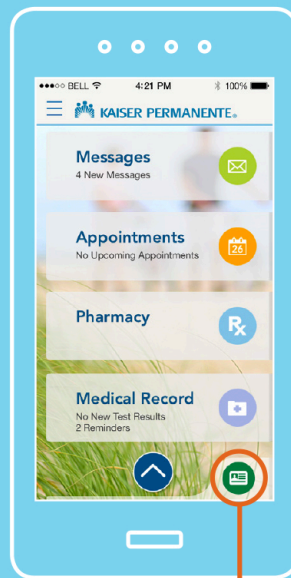 BELL 4:21 PM 100%
KAISER PERMANENTE®
Messages
4 New Messages
Appointments
No Upcoming Appointments
26
Pharmacy
Rx
Medical Record
No New Test Results
2 Reminders